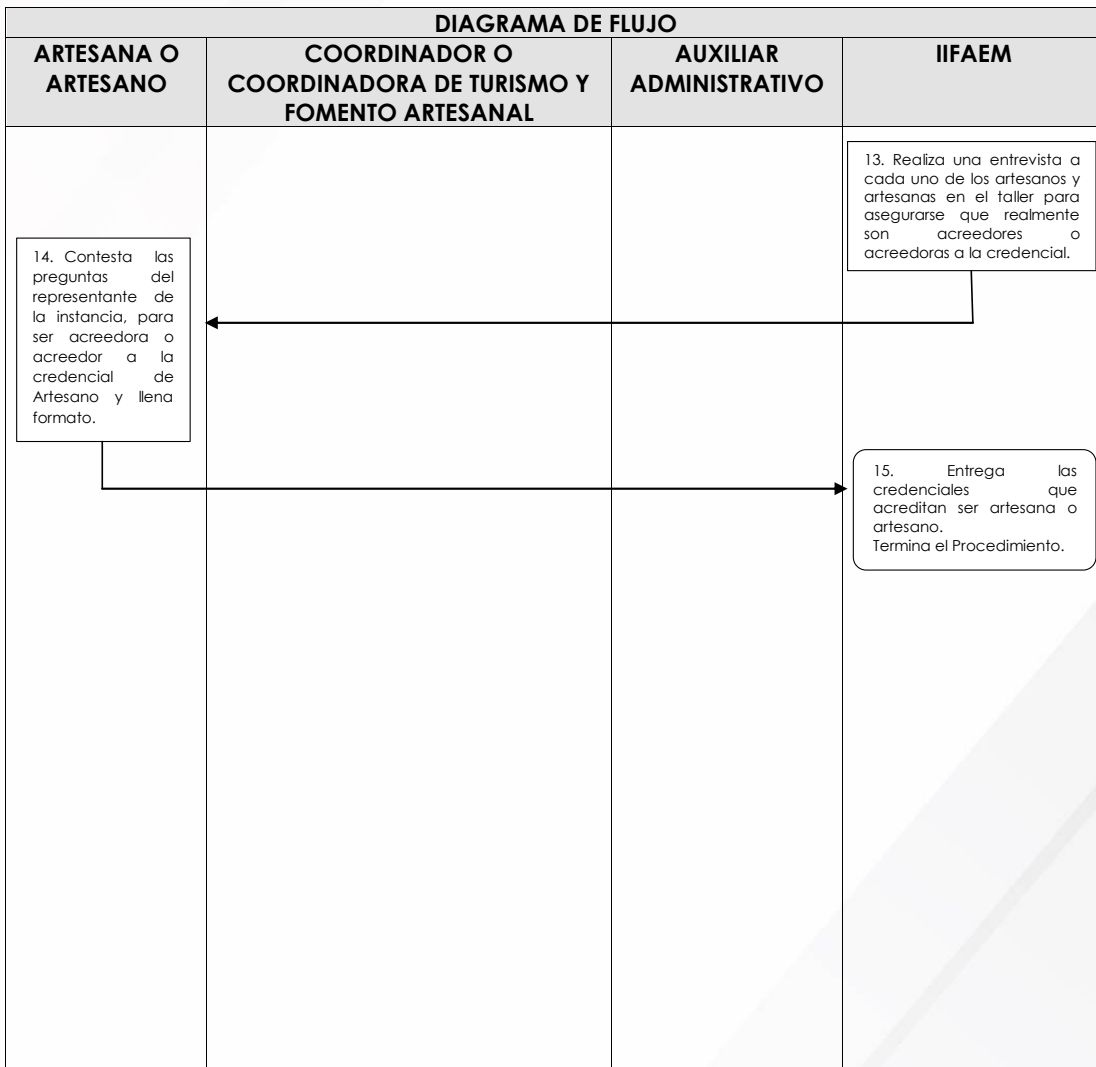 DIAGRAMA DE FLUJO
ARTESANA O
ARTESANO
COORDINADOR O
COORDINADORA DE TURISMO Y
FOMENTO ARTESANAL
AUXILIAR
ADMINISTRATIVO
IIFAEM
13. Realiza una entrevista a
cada uno de los artesanos y
artesanas en el taller para
asegurarse que realmente
son acreedores o
acreedoras a la credencial.
14. Contesta las
preguntas del
representante de
la instancia, para
ser acreedora o
acreedor a la
credencial de
Artesano y llena
formato.
15. Entrega las
credenciales que
acreditan ser artesana o
artesano.
Termina el Procedimiento.